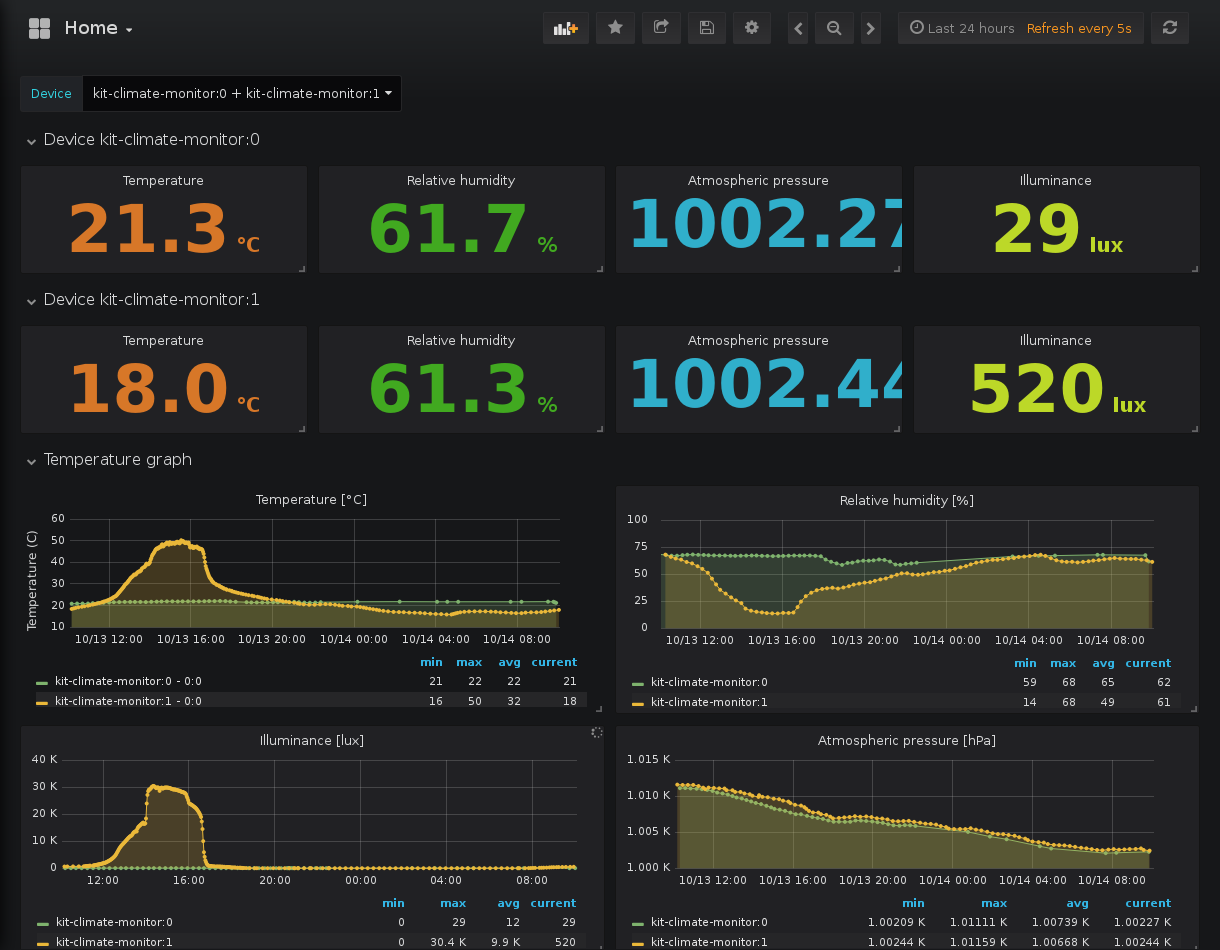 Home
Last 24 hours Refresh every 5s
Device kit-climate-monitor:0 + kit-climate-monitor:1
Device kit-climate-monitor:0
Temperature Relative humidity Atmospheric pressure Illuminance
21.3 °C 61.7 % 1002.27 29 lux
Device kit-climate-monitor:1
Temperature Relative humidity Atmospheric pressure Illuminance
18.0 °C 61.3 % 1002.44 520 lux
Temperature graph
Temperature [°C]
Temperature (C)
60
50
40
30
20
10
10/13 12:00 10/13 16:00 10/13 20:00 10/14 00:00 10/14 04:00 10/14 08:00
min max avg current
kit-climate-monitor:0 - 0:0 21 22 22 21
kit-climate-monitor:1 - 0:0 16 50 32 18
Relative humidity [%]
100
75
50
25
0
10/13 12:00 10/13 16:00 10/13 20:00 10/14 00:00 10/14 04:00 10/14 08:00
min max avg current
kit-climate-monitor:0 59 68 65 62
kit-climate-monitor:1 14 68 49 61
Illuminance [lux]
40 K
30 K
20 K
10 K
0
12:00 16:00 20:00 00:00 04:00 08:00
min max avg current
kit-climate-monitor:0 0 29 12 29
kit-climate-monitor:1 0 30.4 K 9.9 K 520
Atmospheric pressure [hPa]
1.015 K
1.010 K
1.005 K
1.000 K
10/13 12:00 10/13 16:00 10/13 20:00 10/14 00:00 10/14 04:00 10/14 08:00
min max avg current
kit-climate-monitor:0 1.00209 K 1.01111 K 1.00739 K 1.00227 K
kit-climate-monitor:1 1.00244 K 1.01159 K 1.00668 K 1.00244 K